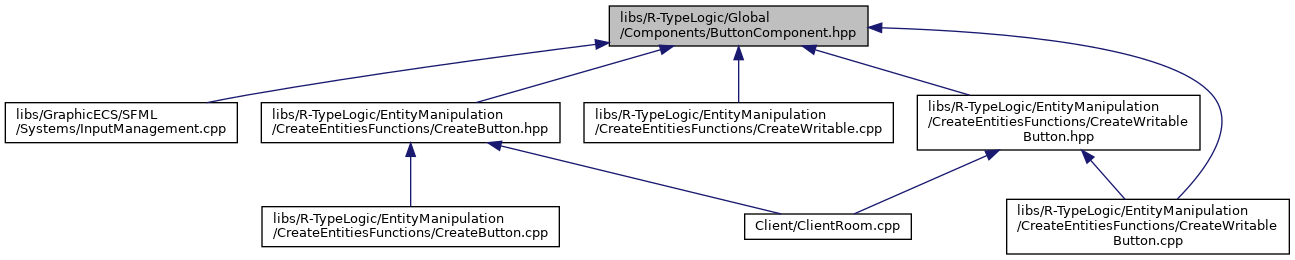 libs/R-TypeLogic/Global
/Components/ButtonComponent.hpp
libs/GraphicECS/SFML
/Systems/InputManagement.cpp
libs/R-TypeLogic/EntityManipulation
/CreateEntitiesFunctions/CreateButton.hpp
libs/R-TypeLogic/EntityManipulation
/CreateEntitiesFunctions/CreateWritable.cpp
libs/R-TypeLogic/EntityManipulation
/CreateEntitiesFunctions/CreateWritable
Button.hpp
libs/R-TypeLogic/EntityManipulation
/CreateEntitiesFunctions/CreateButton.cpp
Client/ClientRoom.cpp
libs/R-TypeLogic/EntityManipulation
/CreateEntitiesFunctions/CreateWritable
Button.cpp